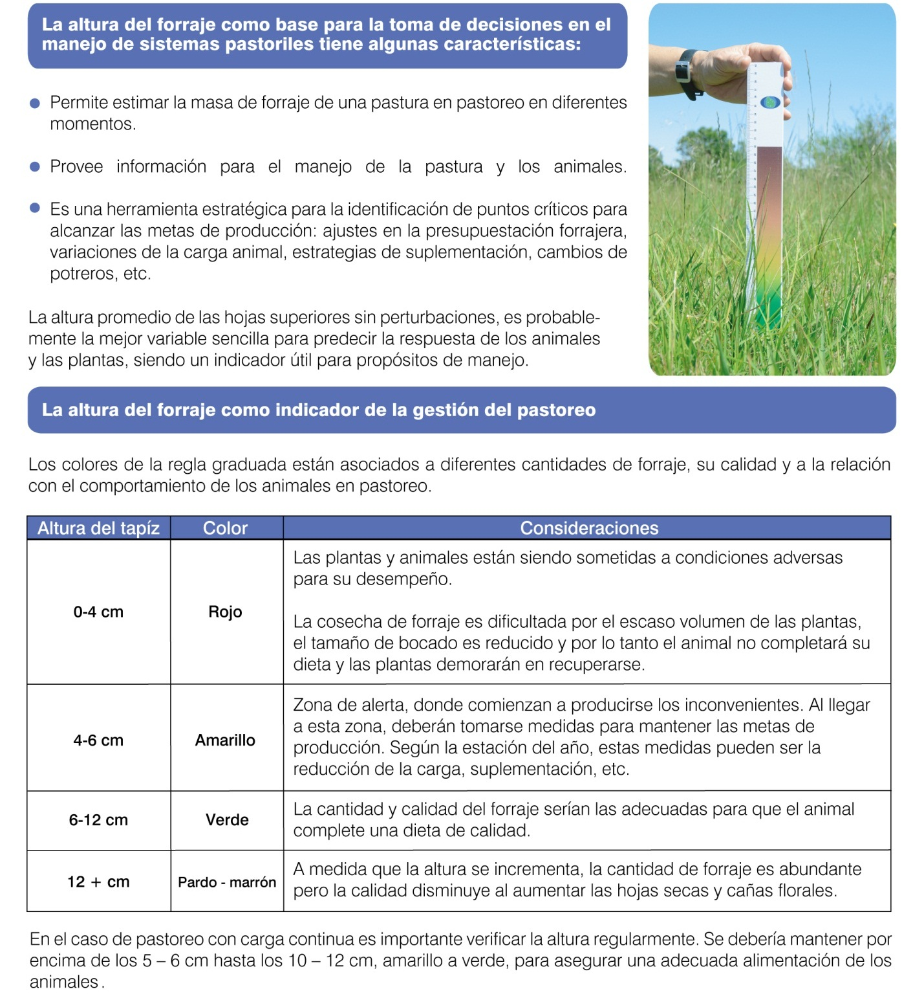 La altura del forraje como base para la toma de decisiones en el
manejo de sistemas pastoriles tiene algunas características:
Permite estimar la masa de forraje de una pastura en pastoreo en diferentes
momentos.
Provee información para el manejo de la pastura y los animales.
Es una herramienta estratégica para la identificación de puntos críticos para
alcanzar las metas de producción: ajustes en la presupuestación forrajera,
variaciones de la carga animal, estrategias de suplementación, cambios de
potreros, etc.
La altura promedio de las hojas superiores sin perturbaciones, es probable-
mente la mejor variable sencilla para predecir la respuesta de los animales
y las plantas, siendo un indicador útil para propósitos de manejo.
La altura del forraje como indicador de la gestión del pastoreo
Los colores de la regla graduada están asociados a diferentes cantidades de forraje, su calidad y a la relación
con el comportamiento de los animales en pastoreo.
Altura del tapíz Color Consideraciones
0-4 cm Rojo
Las plantas y animales están siendo sometidas a condiciones adversas
para su desempeño.
La cosecha de forraje es dificultada por el escaso volumen de las plantas,
el tamaño de bocado es reducido y por lo tanto el animal no completará su
dieta y las plantas demorarán en recuperarse.
4-6 cm Amarillo
Zona de alerta, donde comienzan a producirse los inconvenientes. Al llegar
a esta zona, deberán tomarse medidas para mantener las metas de
producción. Según la estación del año, estas medidas pueden ser la
reducción de la carga, suplementación, etc.
6-12 cm Verde
La cantidad y calidad del forraje serían las adecuadas para que el animal
complete una dieta de calidad.
12 + cm Pardo - marrón
A medida que la altura se incrementa, la cantidad de forraje es abundante
pero la calidad disminuye al aumentar las hojas secas y cañas florales.
En el caso de pastoreo con carga continua es importante verificar la altura regularmente. Se debería mantener por
encima de los 5 – 6 cm hasta los 10 – 12 cm, amarillo a verde, para asegurar una adecuada alimentación de los
animales.